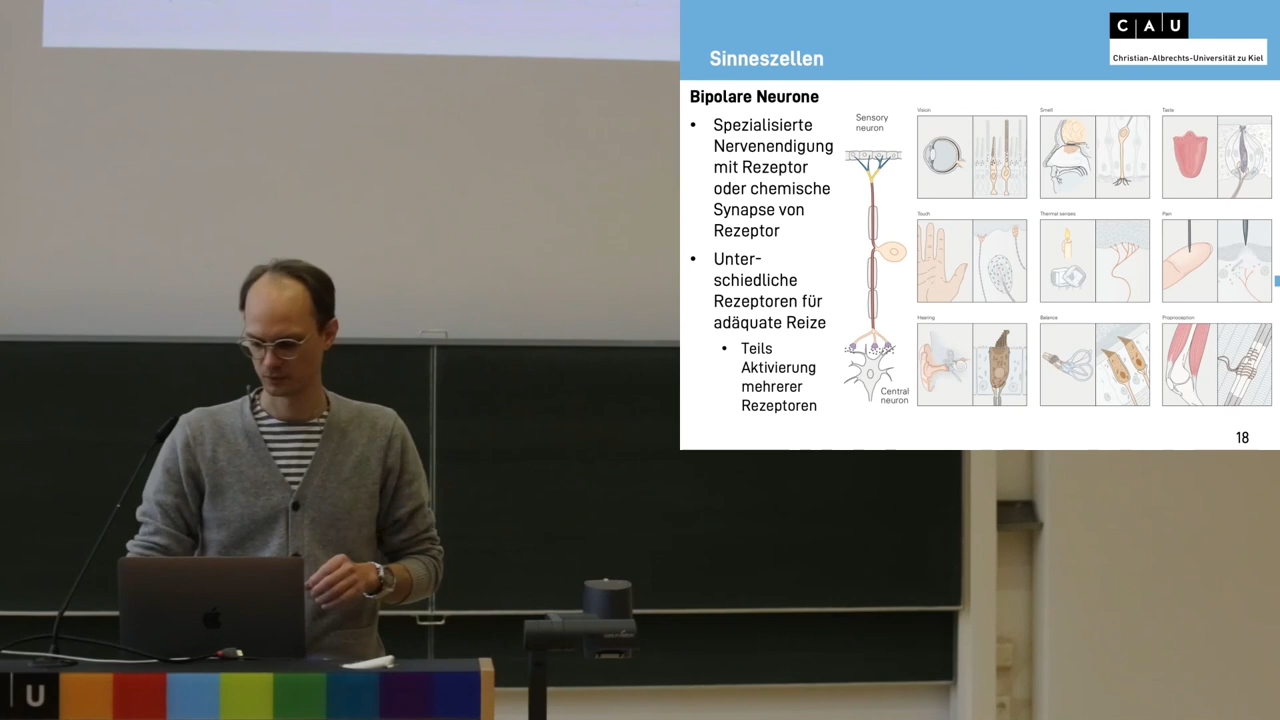 CAU
Christian-Albrechts-Universität zu Kiel
Sinneszellen
Bipolare Neurone
• Spezialisierte
Nervenendigung
mit Rezeptor
oder chemische
Synapse von
Rezeptor
• Unter-
schiedliche
Rezeptoren für
adäquate Reize
• Teils
Aktivierung
mehrerer
Rezeptoren
Sensory
neuron
Central
neuron
Vision
Smell
Taste
Touch
Thermal senses
Pain
Hearing
Balance
Proprioception
18
U